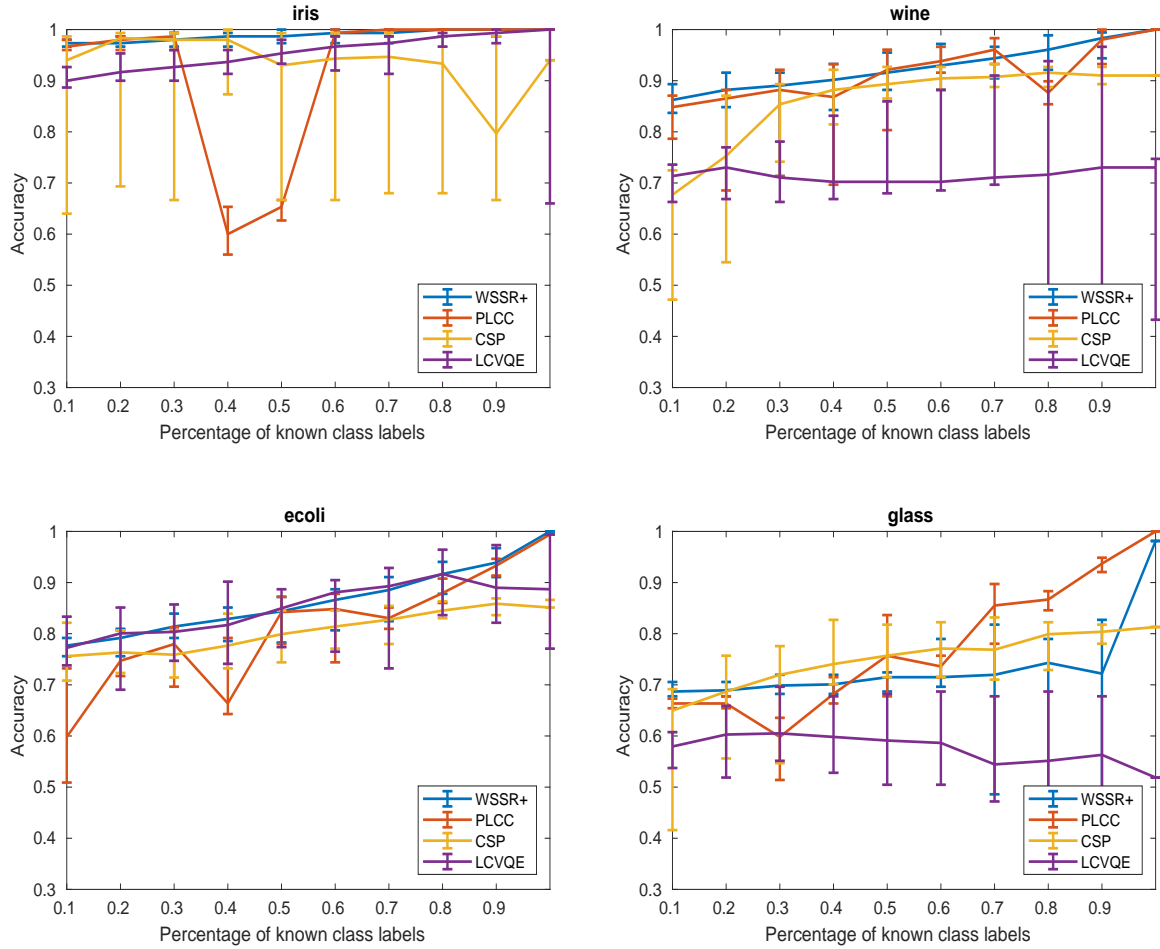 iris
1
0.9
0.8
0.7
0.6
0.5
0.4
0.3
Accuracy
0.1 0.2 0.3 0.4 0.5 0.6 0.7 0.8 0.9
Percentage of known class labels
WSSR+
PLCC
CSP
LCVQE
wine
1
0.9
0.8
0.7
0.6
0.5
0.4
0.3
Accuracy
0.1 0.2 0.3 0.4 0.5 0.6 0.7 0.8 0.9
Percentage of known class labels
WSSR+
PLCC
CSP
LCVQE
ecoli
1
0.9
0.8
0.7
0.6
0.5
0.4
0.3
Accuracy
0.1 0.2 0.3 0.4 0.5 0.6 0.7 0.8 0.9
Percentage of known class labels
WSSR+
PLCC
CSP
LCVQE
glass
1
0.9
0.8
0.7
0.6
0.5
0.4
0.3
Accuracy
0.1 0.2 0.3 0.4 0.5 0.6 0.7 0.8 0.9
Percentage of known class labels
WSSR+
PLCC
CSP
LCVQE